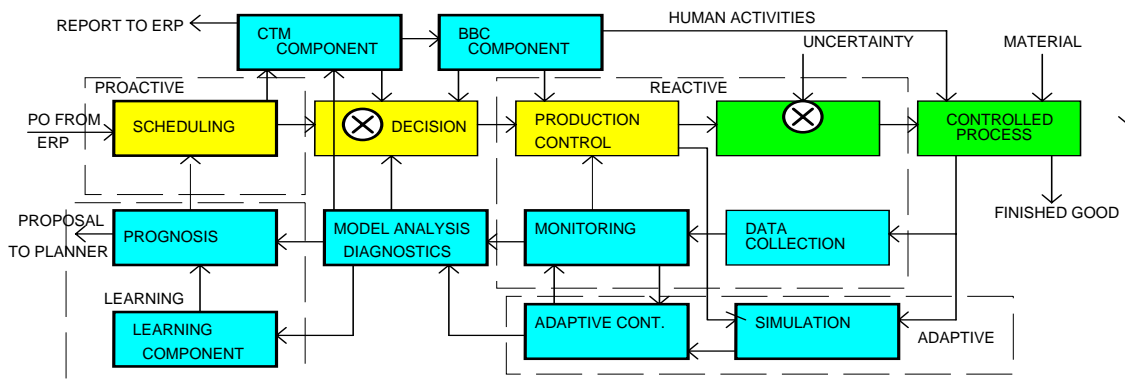 HUMAN ACTIVITIES
REPORT TO ERP
CTM
COMPONENT
BBC
COMPONENT
UNCERTAINTY
MATERIAL
PROACTIVE
REACTIVE
PO FROM
ERP
SCHEDULING
DECISION
PRODUCTION
CONTROL
CONTROLLED
PROCESS
PROPOSAL
TO PLANNER
PROGNOSIS
MODEL ANALYSIS
DIAGNOSTICS
MONITORING
DATA
COLLECTION
FINISHED GOOD
LEARNING
LEARNING
COMPONENT
ADAPTIVE CONT.
SIMULATION
ADAPTIVE